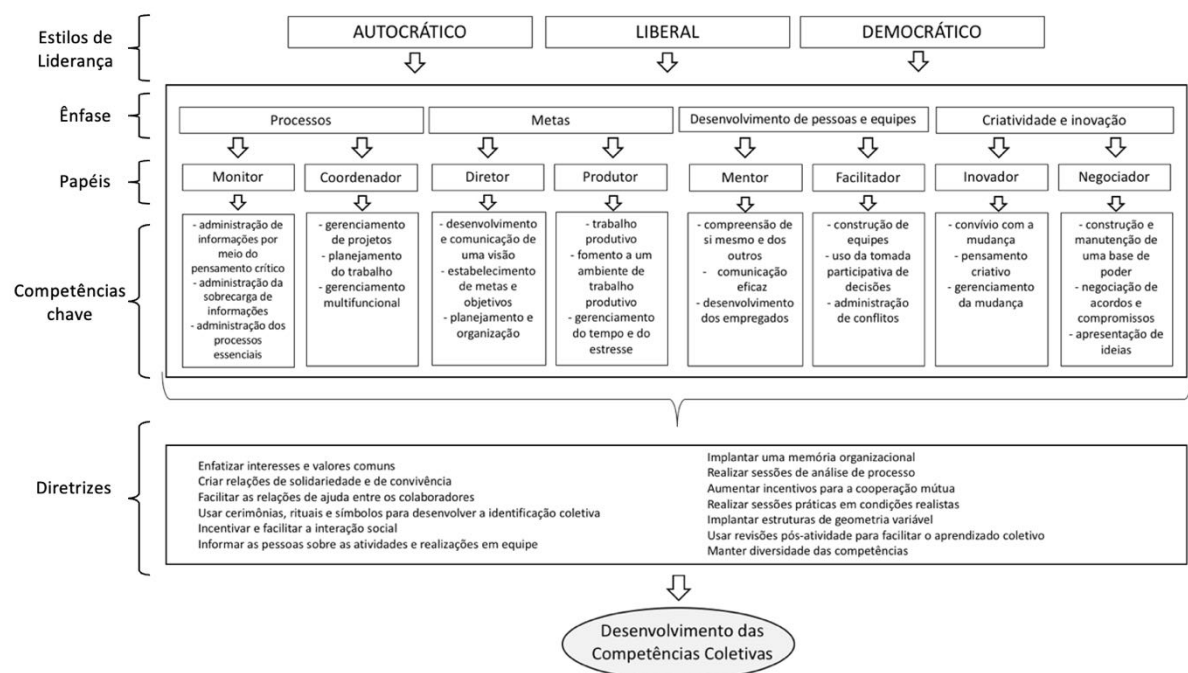 Estilos de
Liderança
AUTOCRÁTICO
LIBERAL
DEMOCRÁTICO
Ênfase
Processos
Metas
Desenvolvimento de pessoas e equipes
Criatividade e inovação
Papéis
Monitor
Coordenador
Diretor
Produtor
Mentor
Facilitador
Inovador
Negociador
Competências
chave
- administração de
informações por
meio do
pensamento crítico
- administração da
sobrecarga de
informações
- administração dos
processos
essenciais
- gerenciamento
de projetos
- planejamento
do trabalho
- gerenciamento
multifuncional
- desenvolvimento
e comunicação de
uma visão
- estabelecimento
de metas e
objetivos
- planejamento e
organização
- trabalho
produtivo
- fomento a um
ambiente de
trabalho
produtivo
- gerenciamento
do tempo e do
estresse
- compreensão de
si mesmo e dos
outros
- comunicação
eficaz
- desenvolvimento
dos empregados
- construção de
equipes
- uso da tomada
participativa de
decisões
- administração
de conflitos
- convívio com a
mudança
- pensamento
criativo
- gerenciamento
da mudança
- construção e
manutenção de
uma base de
poder
- negociação de
acordos e
compromissos
- apresentação de
ideias
Diretrizes
Enfatizar interesses e valores comuns
Criar relações de solidariedade e de convivência
Facilitar as relações de ajuda entre os colaboradores
Usar cerimônias, rituais e símbolos para desenvolver a identificação coletiva
Incentivar e facilitar a interação social
Informar as pessoas sobre as atividades e realizações em equipe
Implantar uma memória organizacional
Realizar sessões de análise de processo
Aumentar incentivos para a cooperação mútua
Realizar sessões práticas em condições realistas
Implantar estruturas de geometria variável
Usar revisões pós-atividade para facilitar o aprendizado coletivo
Manter diversidade das competências
Desenvolvimento das
Competências Coletivas